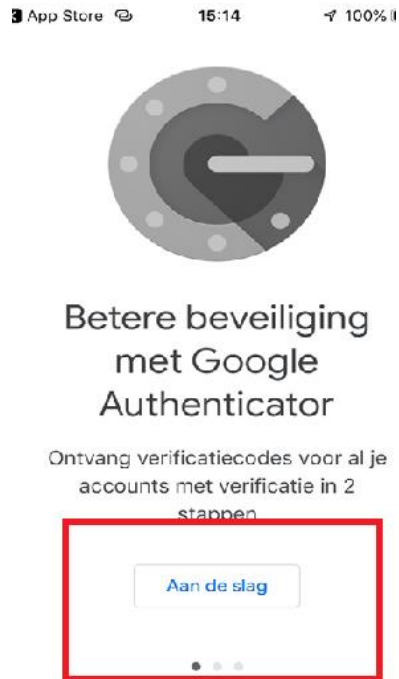 App Store 15:14 100%
Betere beveiliging
met Google
Authenticator
Ontvang verificatiecodes voor al je
accounts met verificatie in 2
stappen
Aan de slag